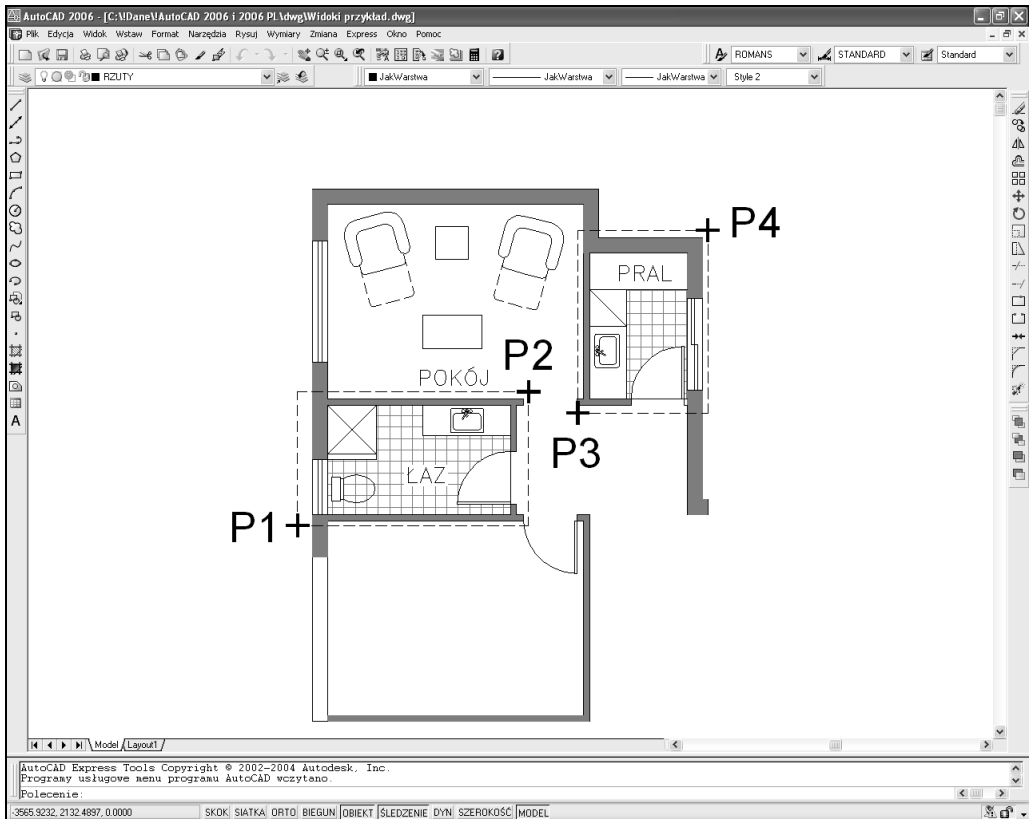 AutoCAD 2006 - [C:\!Dane\!AutoCAD 2006 i 2006 PL\dwg\Widoki przykład.dwg]
Plik Edycja Widok Wstaw Format Narzędzia Rysuj Wymiary Zmiana Express Okno Pomoc
ROMANS STANDARD Standard
RZUTY JakWarstwa JakWarstwa JakWarstwa Style 2
P4
PRAL
P2
POKÓJ
P3
ŁAZ
P1
A
Model Layout1
AutoCAD Express Tools Copyright © 2002-2004 Autodesk, Inc.
Programy usługowe menu programu AutoCAD wczytano.
Polecenie:
-3565.9232, 2132.4897, 0.0000 SKOK SIATKA ORTO BIEGUN OBIEKT ŚLEDZENIE DYN SZEROKOŚĆ MODEL